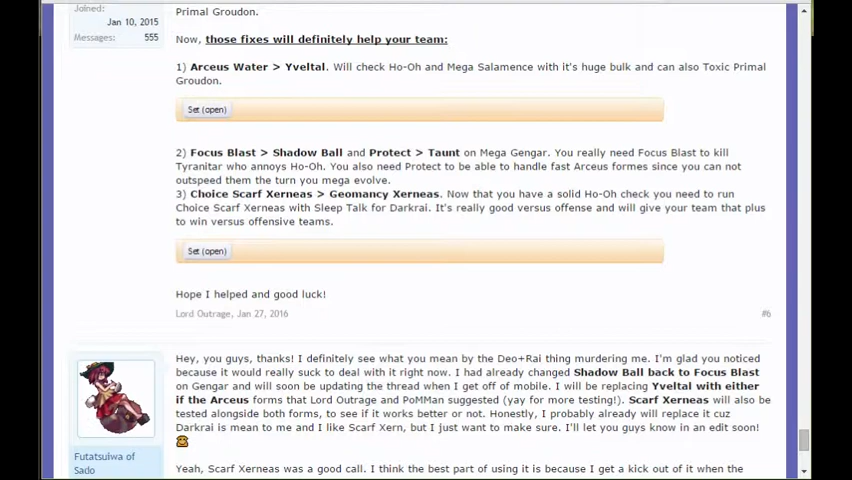 Primal Groudon.
Joined:
Jan 10, 2015
Messages: 555
Now, those fixes will definitely help your team:
1) Arceus Water > Yveltal. Will check Ho-Oh and Mega Salamence with it's huge bulk and can also Toxic Primal
Groudon.
Set (open)
2) Focus Blast > Shadow Ball and Protect > Taunt on Mega Gengar. You really need Focus Blast to kill
Tyranitar who annoys Ho-Oh. You also need Protect to be able to handle fast Arceus formes since you can not
outspeed them the turn you mega evolve.
3) Choice Scarf Xerneas > Geomancy Xerneas. Now that you have a solid Ho-Oh check you need to run
Choice Scarf Xerneas with Sleep Talk for Darkrai. It's really good versus offense and will give your team that plus
to win versus offensive teams.
Set (open)
Hope I helped and good luck!
Lord Outrage, Jan 27, 2016
#6
Hey, you guys, thanks! I definitely see what you mean by the Deo+Rai thing murdering me. I'm glad you noticed
because it would really suck to deal with it right now. I had already changed Shadow Ball back to Focus Blast
on Gengar and will soon be updating the thread when I get off of mobile. I will be replacing Yveltal with either
if the Arceus forms that Lord Outrage and PoMMan suggested (yay for more testing!). Scarf Xerneas will also be
tested alongside both forms, to see if it works better or not. Honestly, I probably already will replace it cuz
Darkrai is mean to me and I like Scarf Xern, but I just want to make sure. I'll let you guys know in an edit soon!
Futatsuiwa of
Sado
Yeah, Scarf Xerneas was a good call. I think the best part of using it is because I get a kick out of it when the